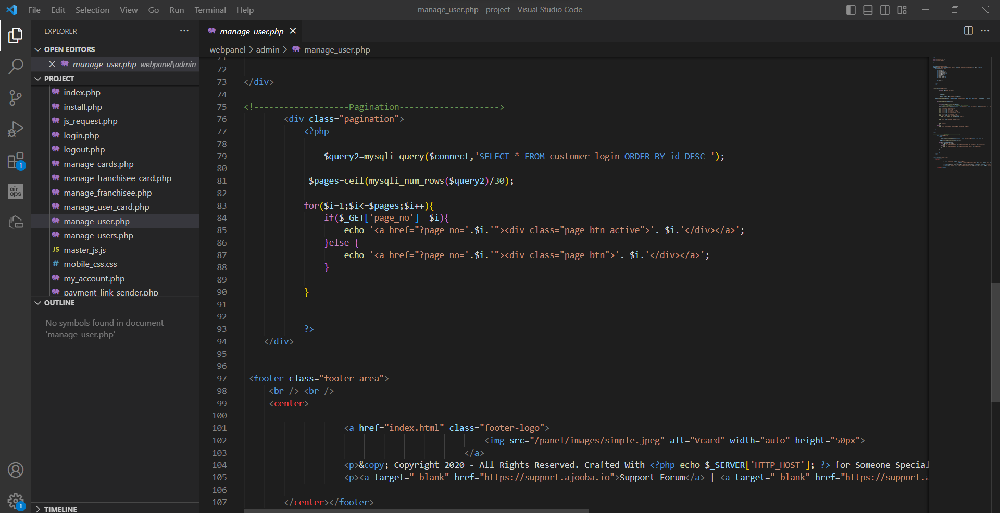 File Edit Selection View Go Run Terminal Help
manage_user.php - project - Visual Studio Code
EXPLORER
OPEN EDITORS
manage_user.php webpanel\admin
PROJECT
index.php
install.php
js_request.php
login.php
logout.php
manage_cards.php
manage_franchisee_card.php
manage_franchisee.php
manage_user_card.php
manage_user.php
manage_users.php
JS master_js.js
# mobile_css.css
my_account.php
payment_link_sender.php
OUTLINE
No symbols found in document
'manage_user.php'
TIMELINE
1
air
ops
1
manage_user.php
webpanel > admin > manage_user.php
71
72
73 </div>
74
75 <!-------------------Pagination-------------------->
76 <div class="pagination">
77 <?php
78
79 $query2=mysqli_query($connect,'SELECT * FROM customer_login ORDER BY id DESC ');
80
81 $pages=ceil(mysqli_num_rows($query2)/30);
82
83 for($i=1;$i<=$pages;$i++){
84 if($_GET['page_no']==$i){
85 echo '<a href="?page_no='.$i.'"><div class="page_btn active">'. $i.'</div></a>';
86 }else {
87 echo '<a href="?page_no='.$i.'"><div class="page_btn">'. $i.'</div></a>';
88 }
89
90 }
91
92
93 ?>
94 </div>
95
96
97 <footer class="footer-area">
98 <br /> <br />
99 <center>
100
101 <a href="index.html" class="footer-logo">
102 <img src="/panel/images/simple.jpeg" alt="Vcard" width="auto" height="50px">
103 </a>
104 <p>&copy; Copyright 2020 - All Rights Reserved. Crafted With <?php echo $_SERVER['HTTP_HOST']; ?> for Someone Special
105 <p><a target="_blank" href="https://support.ajooba.io">Support Forum</a> | <a target="_blank" href="https://support.a
106
107 </center></footer>